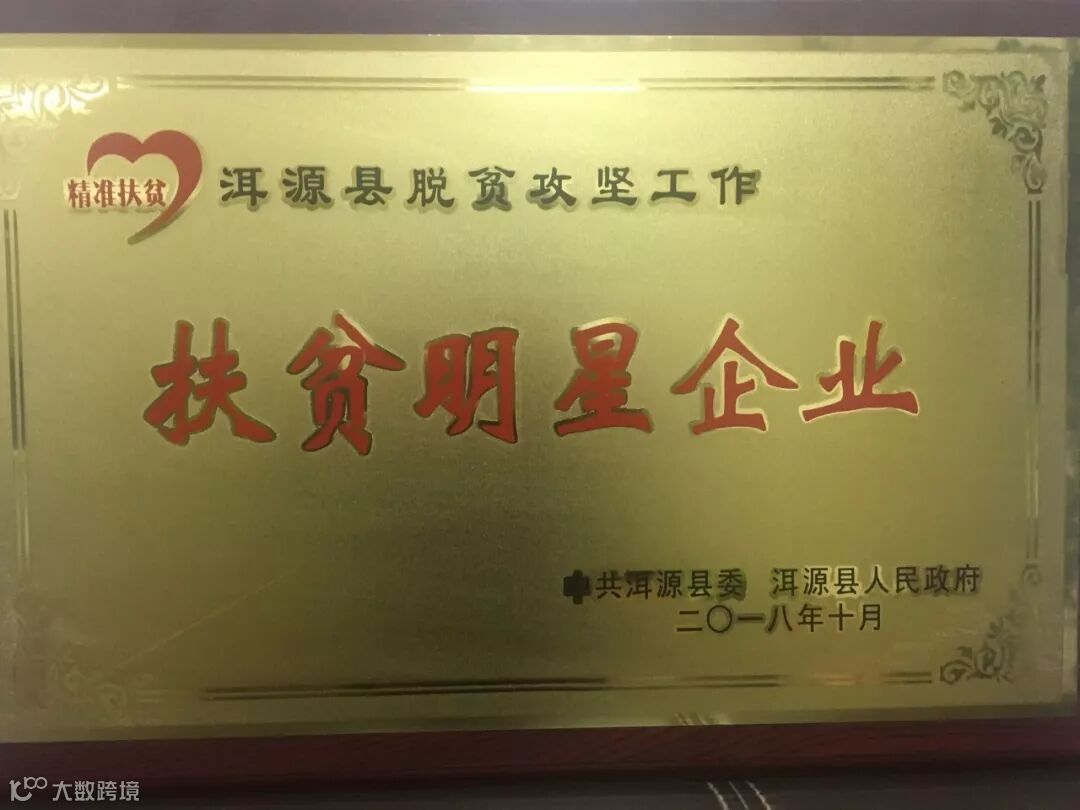 精准扶贫
洱源县脱贫攻坚工作
扶贫明星企业
中共洱源县委 洱源县人民政府
二〇一八年十月
大数跨境